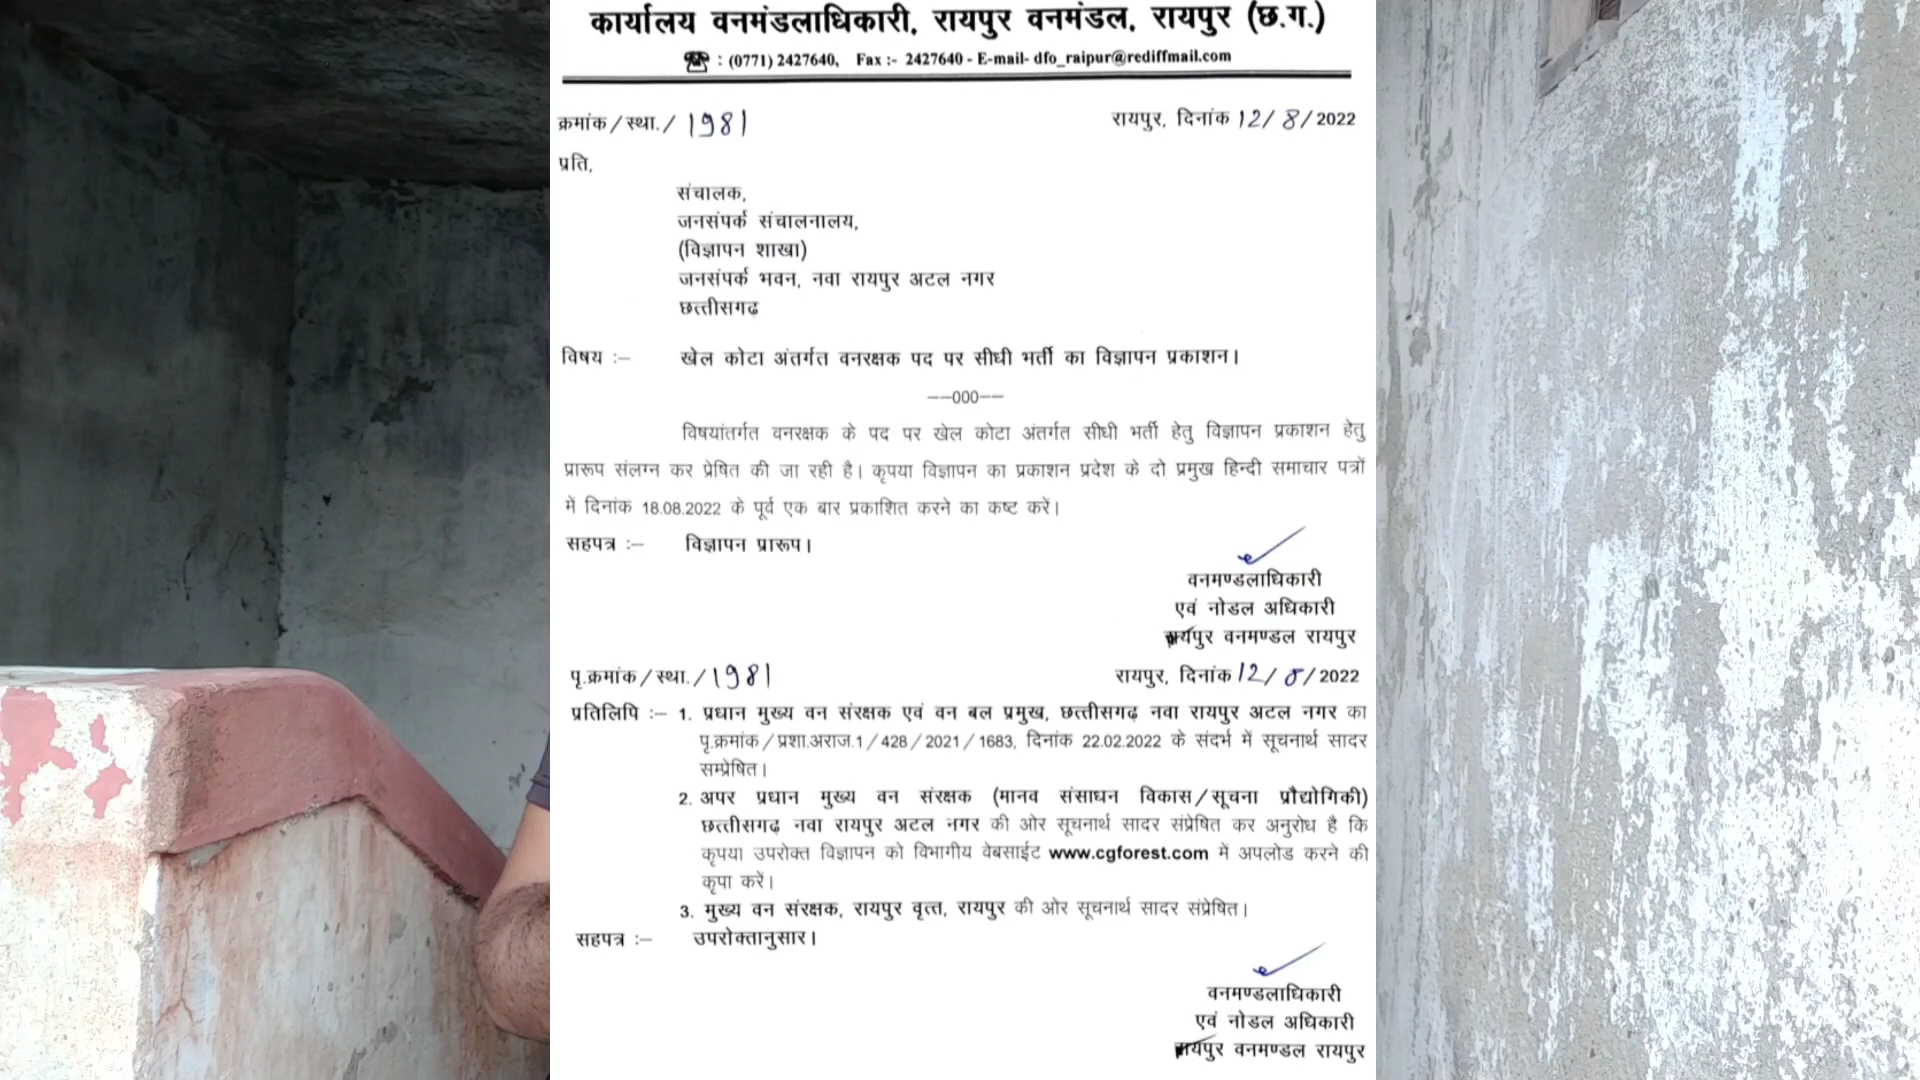 कार्यालय वनमंडलाधिकारी, रायपुर वनमंडल, रायपुर (छ.ग.)
: (0771) 2427640, Fax :- 2427640 - E-mail- dfo_raipur@rediffmail.com
क्रमांक/स्था./ 1981 रायपुर, दिनांक 12/8/2022
प्रति,
संचालक,
जनसंपर्क संचालनालय,
(विज्ञापन शाखा)
जनसंपर्क भवन, नवा रायपुर अटल नगर
छत्तीसगढ़
विषय :— खेल कोटा अंतर्गत वनरक्षक पद पर सीधी भर्ती का विज्ञापन प्रकाशन।
——000——
विषयांतर्गत वनरक्षक के पद पर खेल कोटा अंतर्गत सीधी भर्ती हेतु विज्ञापन प्रकाशन हेतु
प्रारूप संलग्न कर प्रेषित की जा रही है। कृपया विज्ञापन का प्रकाशन प्रदेश के दो प्रमुख हिन्दी समाचार पत्रों
में दिनांक 18.08.2022 के पूर्व एक बार प्रकाशित करने का कष्ट करें।
सहपत्र :— विज्ञापन प्रारूप।
वनमण्डलाधिकारी
एवं नोडल अधिकारी
रायपुर वनमण्डल रायपुर
पृ.क्रमांक/स्था./1981 रायपुर, दिनांक 12/8/2022
प्रतिलिपि :— 1. प्रधान मुख्य वन संरक्षक एवं वन बल प्रमुख, छत्तीसगढ़ नवा रायपुर अटल नगर का
पृ.क्रमांक/प्रशा.अराज.1/428/2021/1683, दिनांक 22.02.2022 के संदर्भ में सूचनार्थ सादर
सम्प्रेषित।
2. अपर प्रधान मुख्य वन संरक्षक (मानव संसाधन विकास/सूचना प्रौद्योगिकी)
छत्तीसगढ़ नवा रायपुर अटल नगर की ओर सूचनार्थ सादर संप्रेषित कर अनुरोध है कि
कृपया उपरोक्त विज्ञापन को विभागीय वेबसाईट www.cgforest.com में अपलोड करने की
कृपा करें।
3. मुख्य वन संरक्षक, रायपुर वृत्त, रायपुर की ओर सूचनार्थ सादर संप्रेषित।
सहपत्र :— उपरोक्तानुसार।
वनमण्डलाधिकारी
एवं नोडल अधिकारी
रायपुर वनमण्डल रायपुर